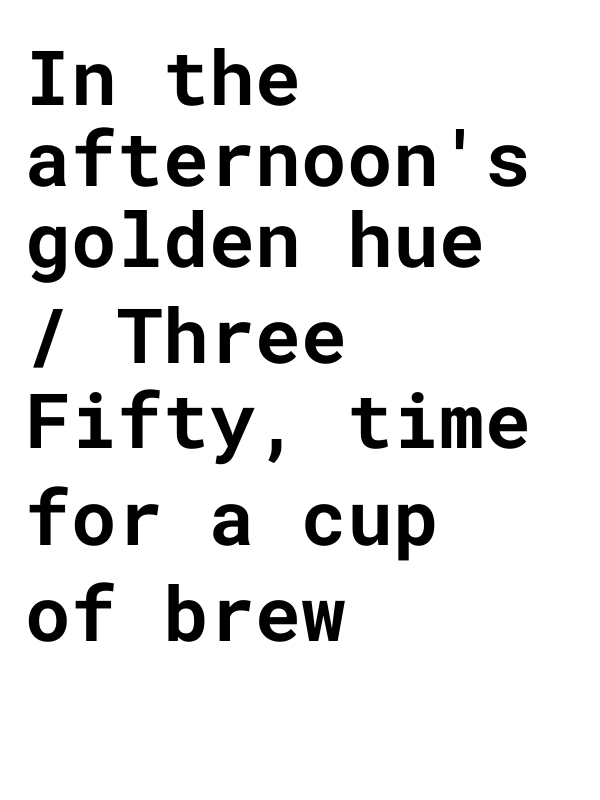 In the
afternoon's
golden hue
/ Three
Fifty, time
for a cup
of brew